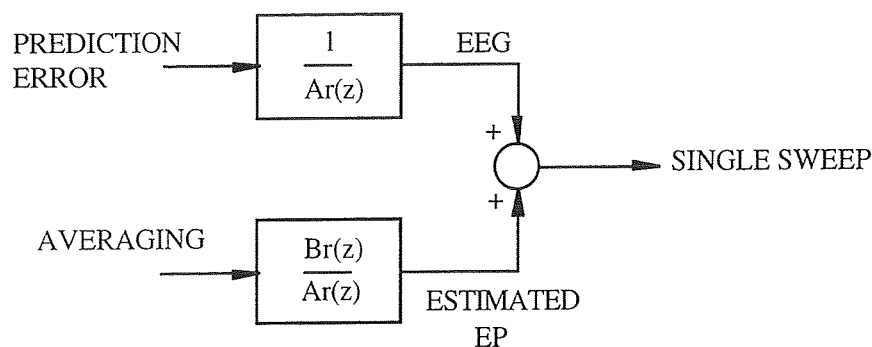 PREDICTION
ERROR
1
Ar(z)
EEG
+
+
SINGLE SWEEP
AVERAGING
Br(z)
Ar(z)
ESTIMATED
EP